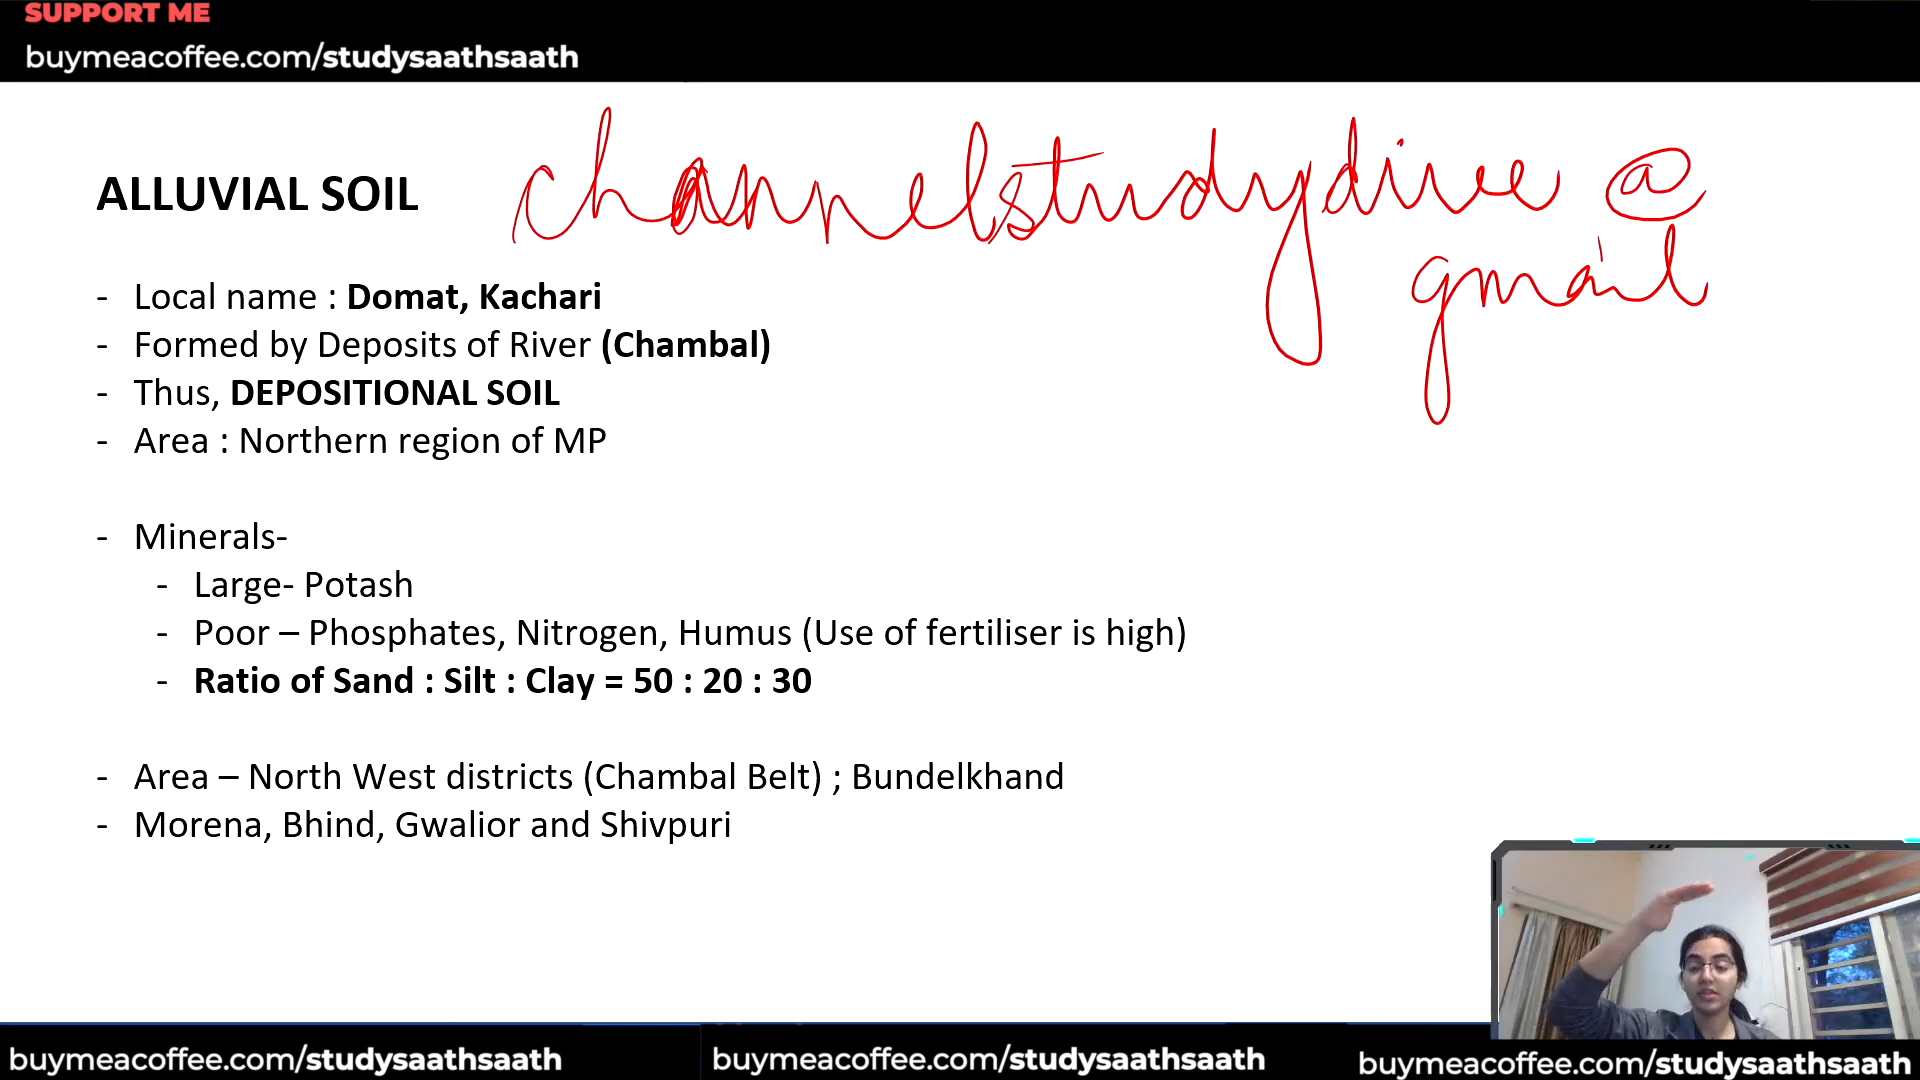 SUPPORT ME
buymeacoffee.com/studysaathsaath
channelstudydive @
gmail
ALLUVIAL SOIL
- Local name : Domat, Kachari
- Formed by Deposits of River (Chambal)
- Thus, DEPOSITIONAL SOIL
- Area : Northern region of MP
- Minerals-
- Large- Potash
- Poor – Phosphates, Nitrogen, Humus (Use of fertiliser is high)
- Ratio of Sand : Silt : Clay = 50 : 20 : 30
- Area – North West districts (Chambal Belt) ; Bundelkhand
- Morena, Bhind, Gwalior and Shivpuri
buymeacoffee.com/studysaathsaath buymeacoffee.com/studysaathsaath buymeacoffee.com/studysaathsaath